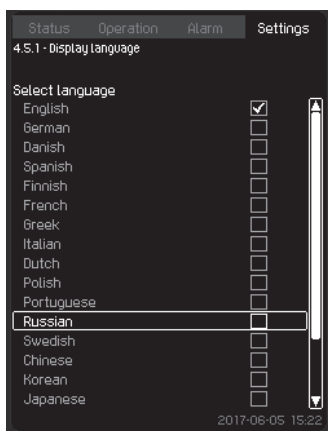 Status Operation Alarm Settings
4.5.1 - Display language
Select language
English
German
Danish
Spanish
Finnish
French
Greek
Italian
Dutch
Polish
Portuguese
Russian
Swedish
Chinese
Korean
Japanese
2017-06-05 15:22